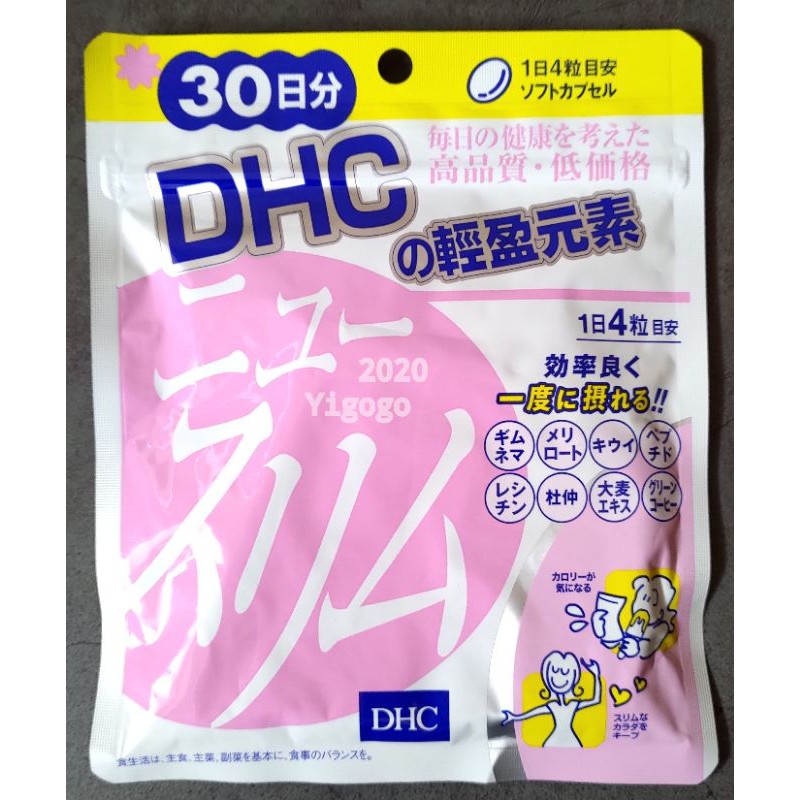 30日分
1日4粒目安
ソフトカプセル
毎日の健康を考えた
高品質・低価格
DHC
の輕盈元素
ニュー
スリム
2020
Yigogo
1日4粒目安
効率良く
一度に摂れる!!
ギム
ネマ
メリ
ロート
キウイ
ペプ
チド
レシ
チン
杜仲
大麦
エキス
グリーン
コーヒー
カロリーが
気になる
スリムな
カラダを
キープ
DHC
食生活は、主食、主菜、副菜を基本に、食事のバランスを。